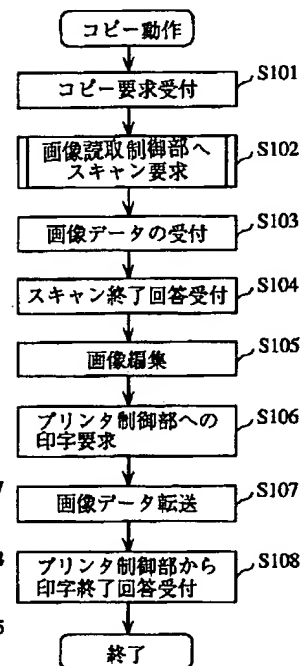 コピー動作
コピー要求受付
S101
画像読取制御部へ
スキャン要求
S102
画像データの受付
S103
スキャン終了回答受付
S104
画像編集
S105
プリンタ制御部への
印字要求
S106
画像データ転送
S107
プリンタ制御部から
印字終了回答受付
S108
終了